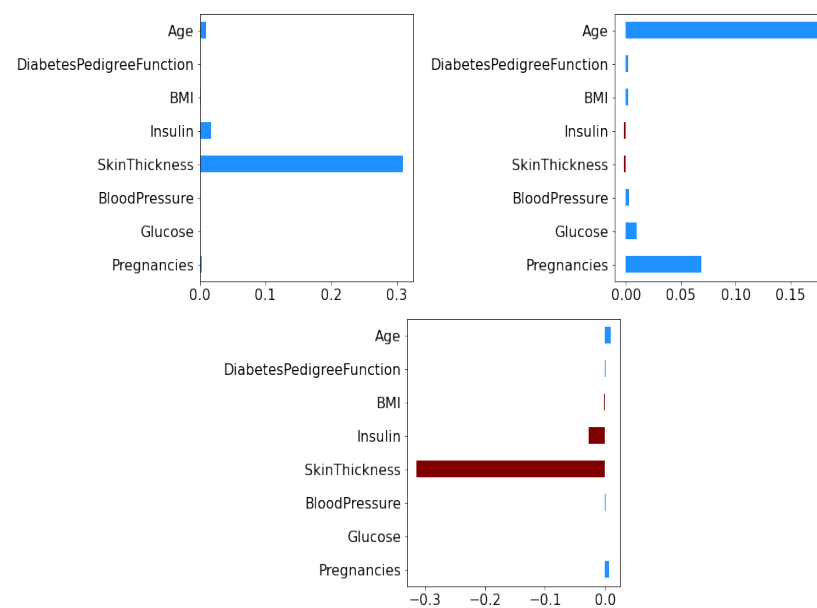 Age
DiabetesPedigreeFunction
BMI
Insulin
SkinThickness
BloodPressure
Glucose
Pregnancies
0.0 0.1 0.2 0.3
Age
DiabetesPedigreeFunction
BMI
Insulin
SkinThickness
BloodPressure
Glucose
Pregnancies
0.00 0.05 0.10 0.15
Age
DiabetesPedigreeFunction
BMI
Insulin
SkinThickness
BloodPressure
Glucose
Pregnancies
−0.3 −0.2 −0.1 0.0